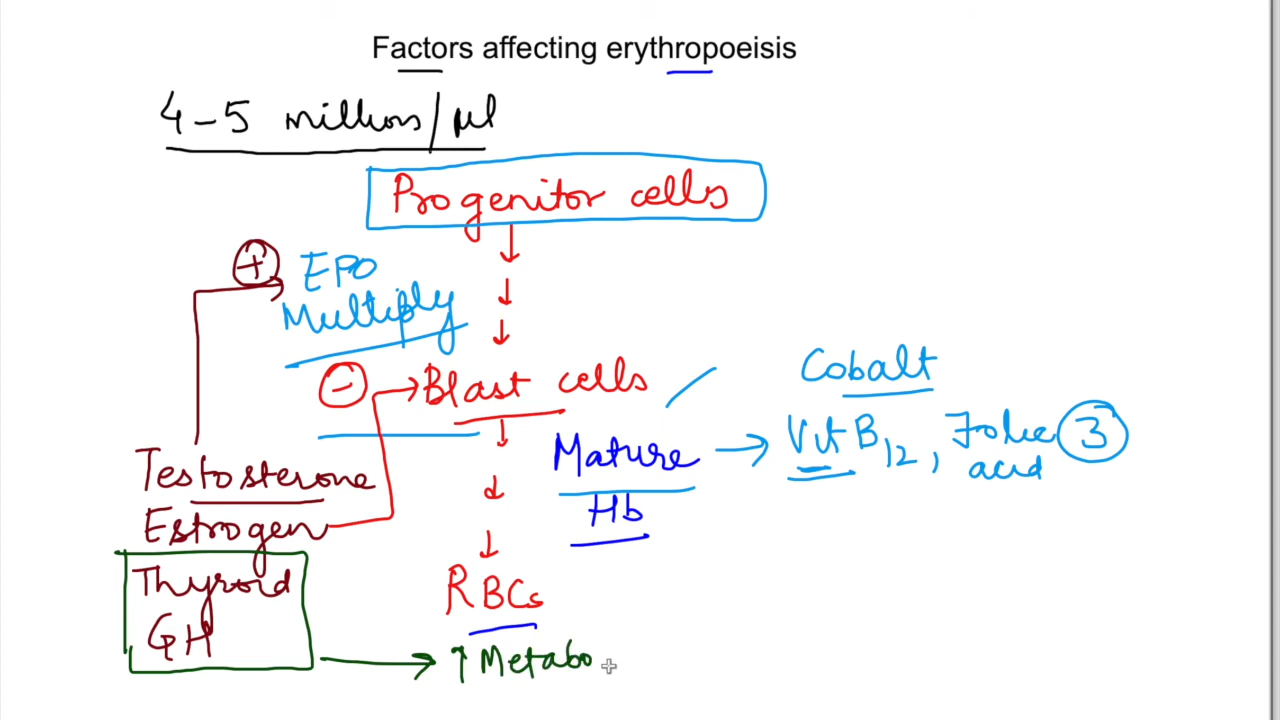 Factors affecting erythropoeisis
4-5 millions/µl
Progenitor cells
+ EPO
Multiply
- Blast cells
Cobalt
Mature → Vit B12, Folic acid 3
Hb
Testosterone
Estrogen
Thyroid
GH
RBCs
↑ Metabo